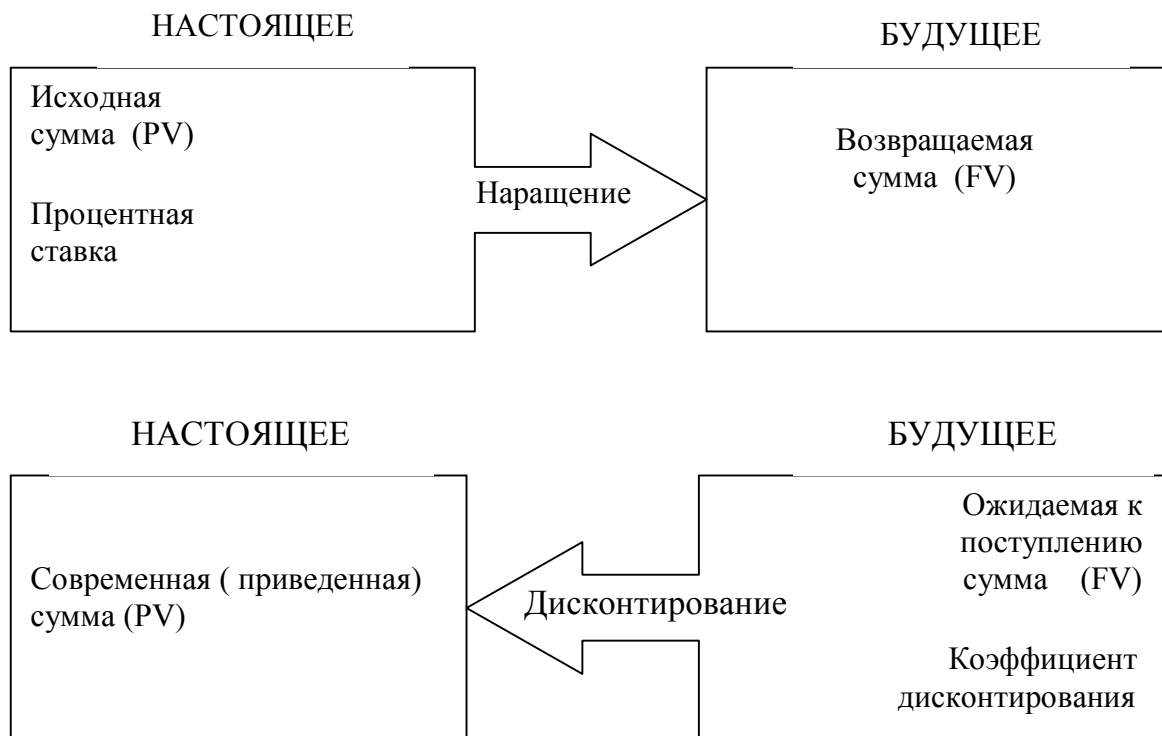 НАСТОЯЩЕЕ
БУДУЩЕЕ
Исходная
сумма (PV)
Процентная
ставка
Наращение
Возвращаемая
сумма (FV)
НАСТОЯЩЕЕ
БУДУЩЕЕ
Современная ( приведенная)
сумма (PV)
Дисконтирование
Ожидаемая к
поступлению
сумма (FV)
Коэффициент
дисконтирования